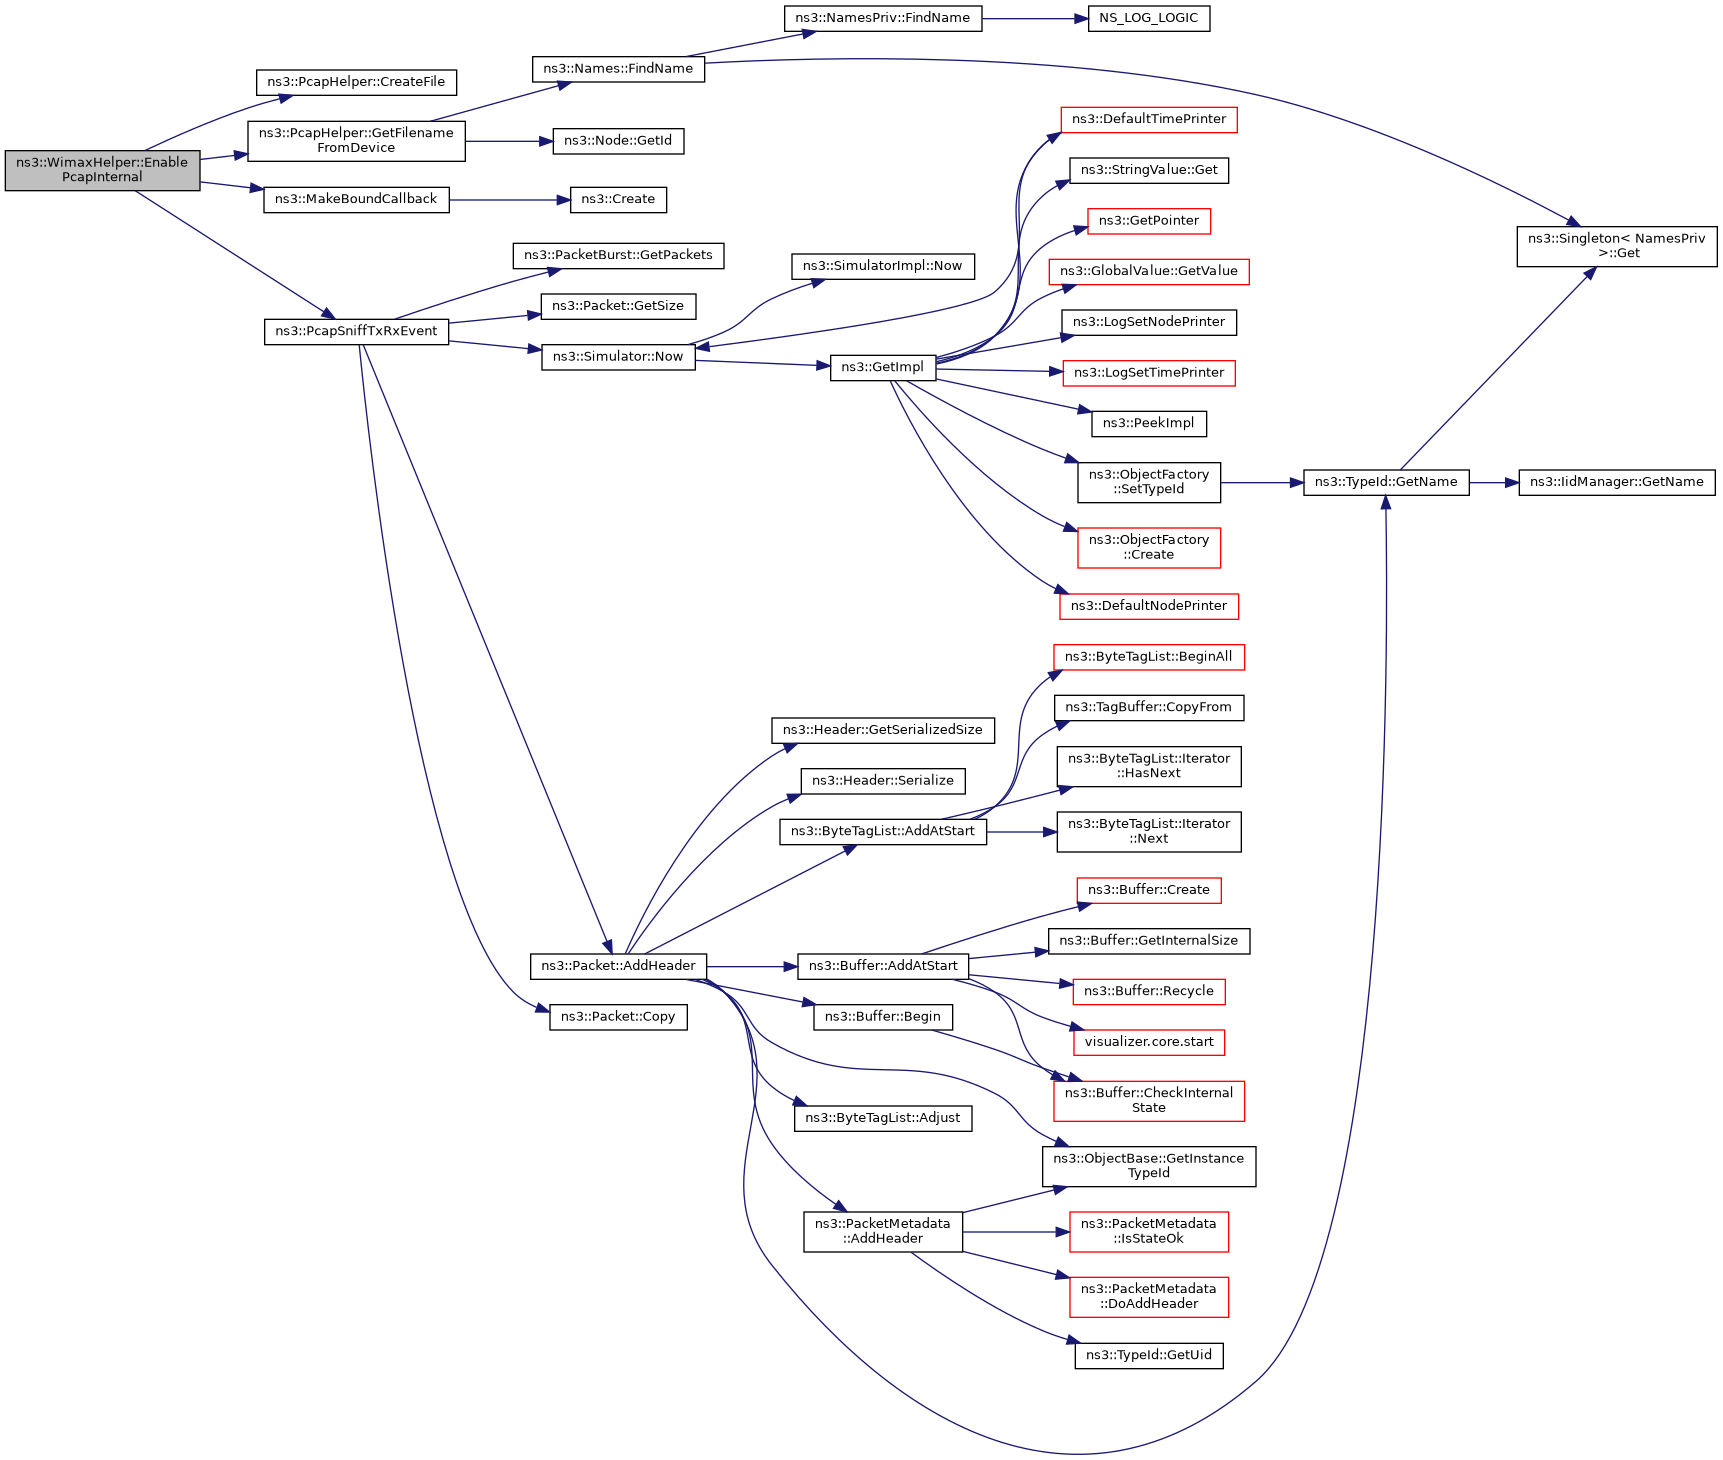 ns3::WimaxHelper::Enable
PcapInternal
ns3::PcapHelper::CreateFile
ns3::PcapHelper::GetFilename
FromDevice
ns3::MakeBoundCallback
ns3::PcapSniffTxRxEvent
ns3::Names::FindName
ns3::Node::GetId
ns3::Create
ns3::PacketBurst::GetPackets
ns3::Packet::GetSize
ns3::Simulator::Now
ns3::Packet::AddHeader
ns3::Packet::Copy
ns3::NamesPriv::FindName
ns3::SimulatorImpl::Now
ns3::GetImpl
ns3::Header::GetSerializedSize
ns3::Header::Serialize
ns3::ByteTagList::AddAtStart
ns3::Buffer::AddAtStart
ns3::Buffer::Begin
ns3::ByteTagList::Adjust
ns3::PacketMetadata
::AddHeader
NS_LOG_LOGIC
ns3::DefaultTimePrinter
ns3::StringValue::Get
ns3::GetPointer
ns3::GlobalValue::GetValue
ns3::LogSetNodePrinter
ns3::LogSetTimePrinter
ns3::PeekImpl
ns3::ObjectFactory
::SetTypeId
ns3::ObjectFactory
::Create
ns3::DefaultNodePrinter
ns3::ByteTagList::BeginAll
ns3::TagBuffer::CopyFrom
ns3::ByteTagList::Iterator
::HasNext
ns3::ByteTagList::Iterator
::Next
ns3::Buffer::Create
ns3::Buffer::GetInternalSize
ns3::Buffer::Recycle
visualizer.core.start
ns3::Buffer::CheckInternal
State
ns3::ObjectBase::GetInstance
TypeId
ns3::PacketMetadata
::IsStateOk
ns3::PacketMetadata
::DoAddHeader
ns3::TypeId::GetUid
ns3::TypeId::GetName
ns3::Singleton< NamesPriv
>::Get
ns3::IidManager::GetName